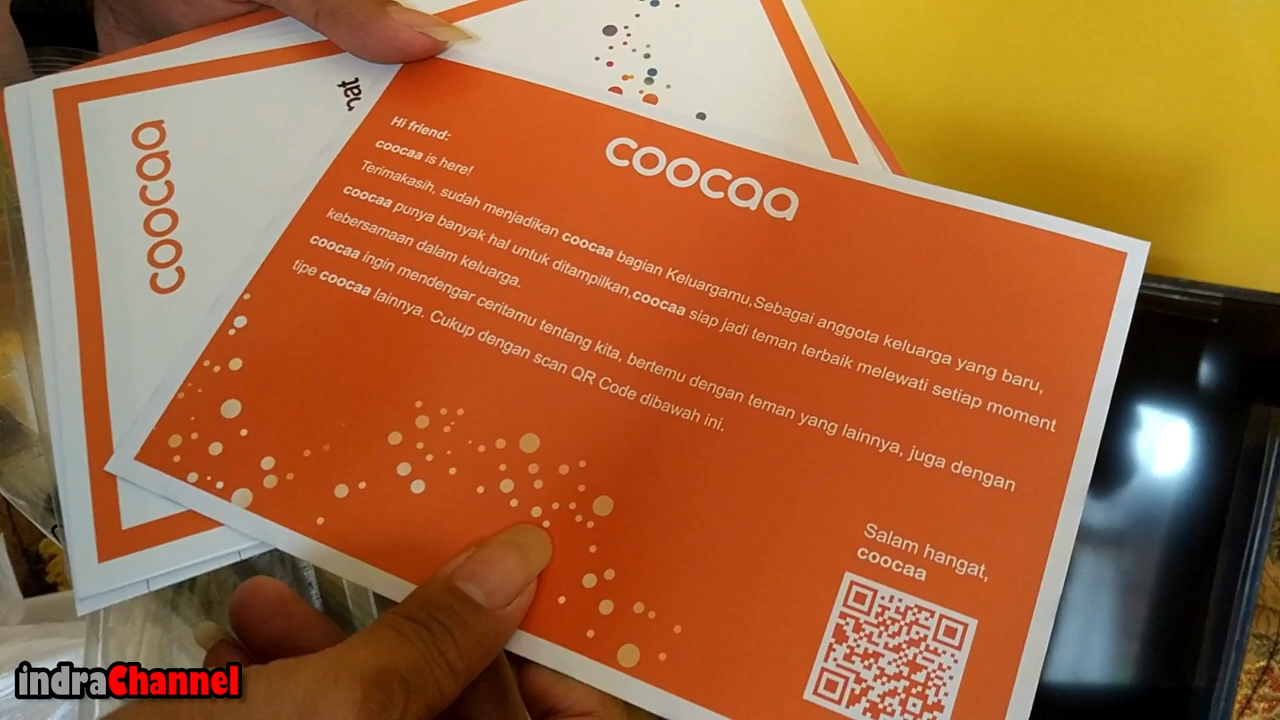 coocaa
nat
coocaa
Hi friend:
coocaa is here!
Terimakasih, sudah menjadikan coocaa bagian Keluargamu,Sebagai anggota keluarga yang baru,
coocaa punya banyak hal untuk ditampilkan,coocaa siap jadi teman terbaik melewati setiap moment
kebersamaan dalam keluarga.
coocaa ingin mendengar ceritamu tentang kita, bertemu dengan teman yang lainnya, juga dengan
tipe coocaa lainnya. Cukup dengan scan QR Code dibawah ini.
Salam hangat,
coocaa
indraChannel